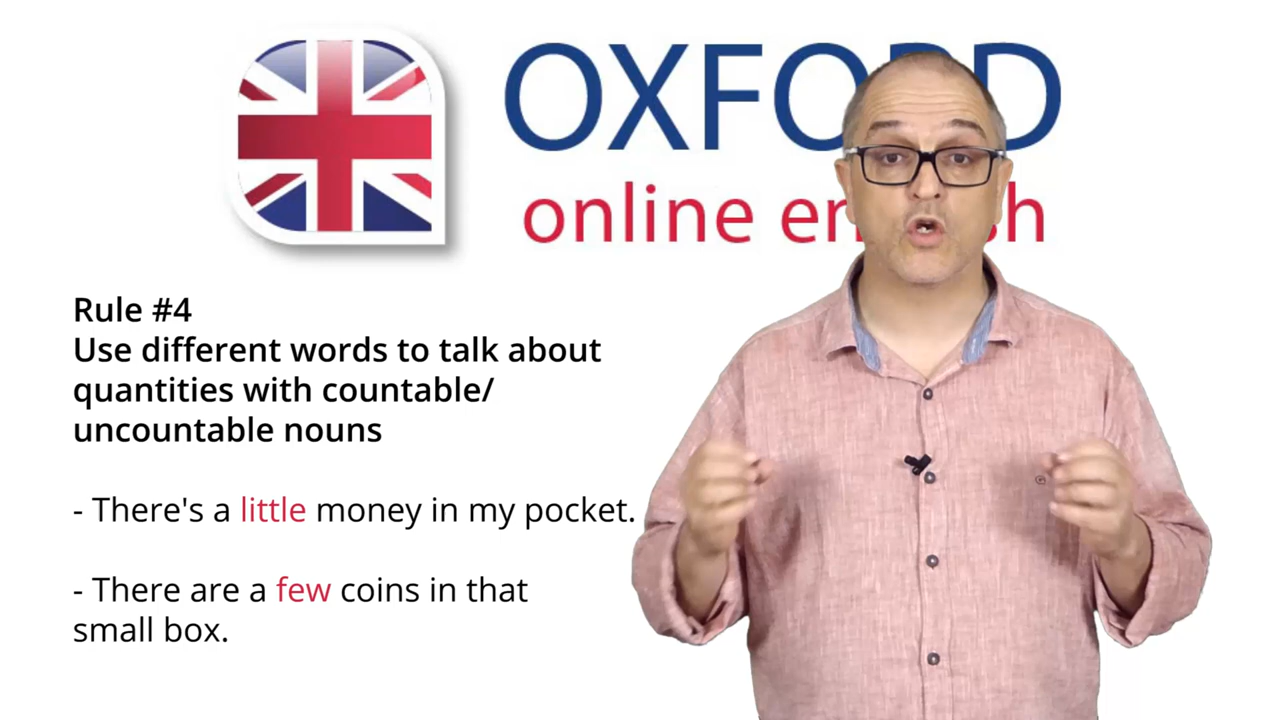 OXFORD
online
Rule #4
Use different words to talk about
quantities with countable/
uncountable nouns
- There's a little money in my pocket.
- There are a few coins in that
small box.